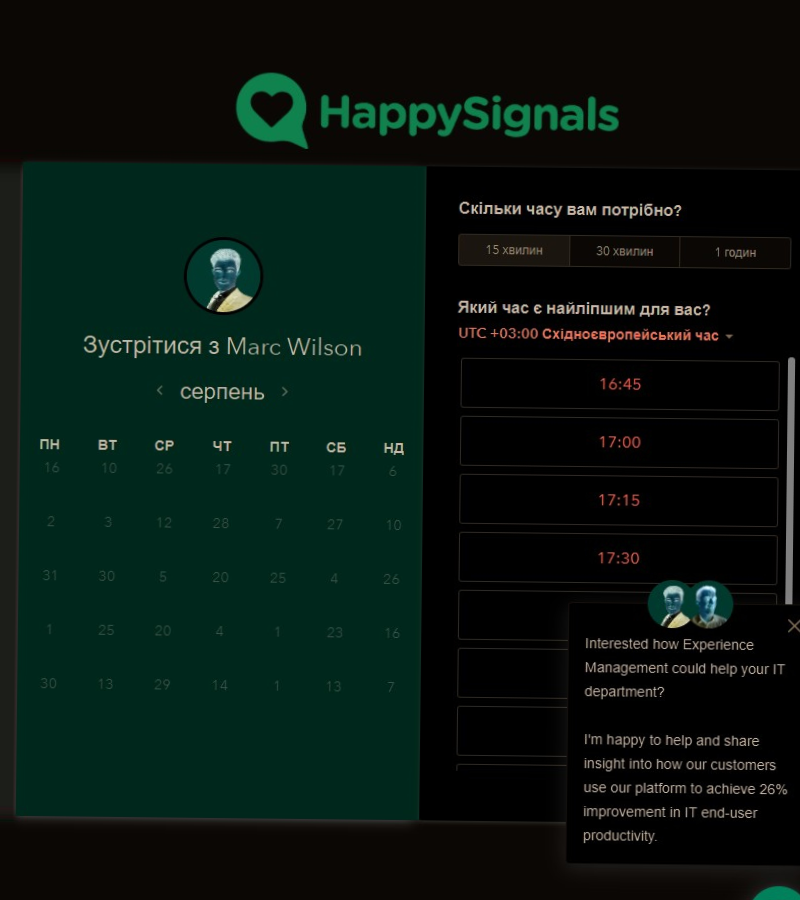 HappySignals
Зустрітися з Marc Wilson
серпень
ПН ВТ СР ЧТ ПТ СБ НД
16 10 26 17 30 17 6
2 3 12 28 7 27 10
31 30 5 20 25 4 26
1 25 20 4 1 23 16
30 13 29 14 1 13 7
Скільки часу вам потрібно?
15 хвилин 30 хвилин 1 годин
Який час є найліпшим для вас?
UTC +03:00 Східноєвропейський час
16:45
17:00
17:15
17:30
Interested how Experience
Management could help your IT
department?
I'm happy to help and share
insight into how our customers
use our platform to achieve 26%
improvement in IT end-user
productivity.